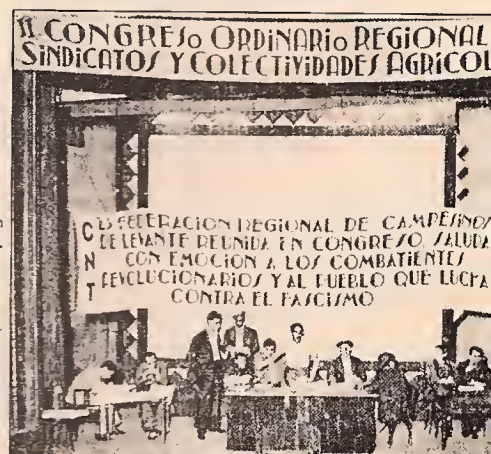 II CONGRESO ORDINARIO REGIONAL
SINDICATOS Y COLECTIVIDADES AGRICOL
LA FEDERACION REGIONAL DE CAMPESINOS
DE LEVANTE REUNIDA EN CONGRESO, SALUDA
CON EMOCION A LOS COMBATIENTES
REVOLUCIONARIOS Y AL PUEBLO QUE LUCHA
CONTRA EL FASCISMO
CNT